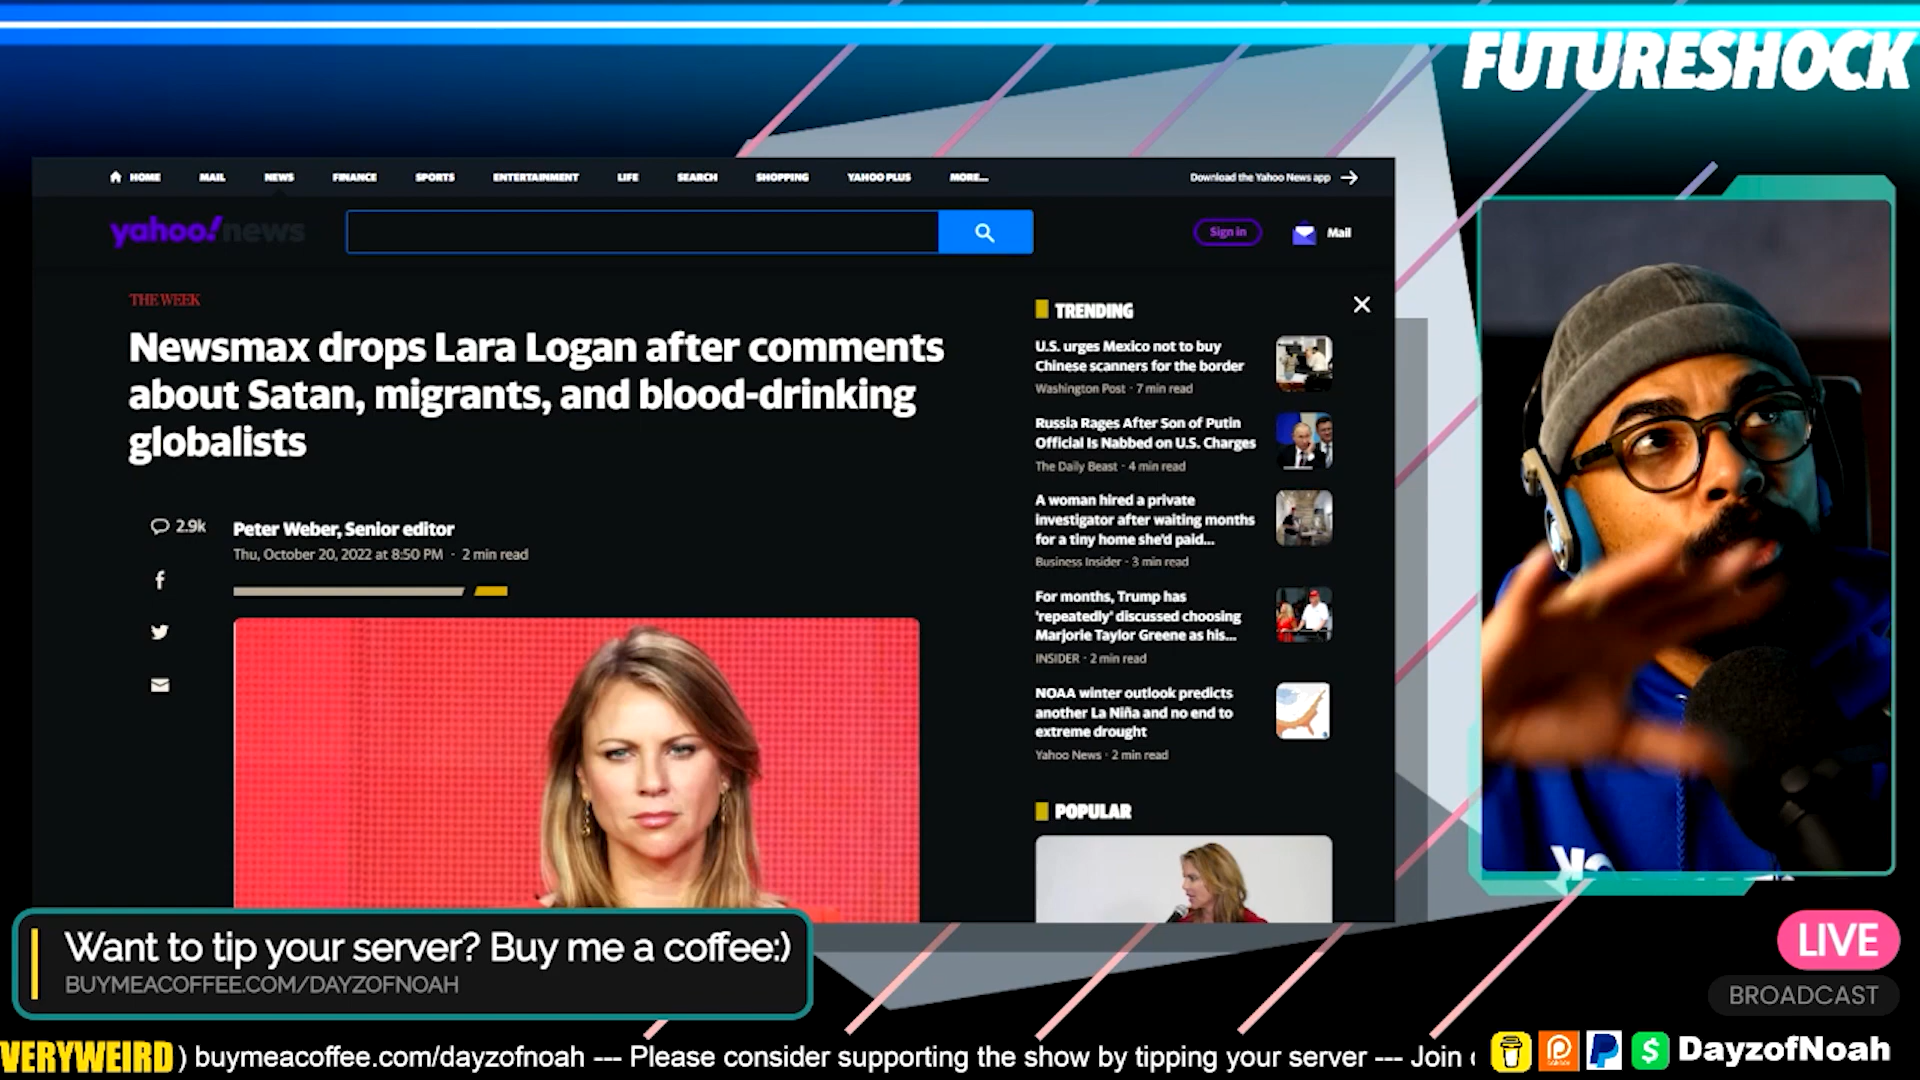 FUTURESHOCK
HOME MAIL NEWS FINANCE SPORTS ENTERTAINMENT LIFE SEARCH SHOPPING YAHOO PLUS MORE... Download the Yahoo News app
yahoo!news Sign in Mail
THE WEEK
Newsmax drops Lara Logan after comments
about Satan, migrants, and blood-drinking
globalists
2.9k
Peter Weber, Senior editor
Thu, October 20, 2022 at 8:50 PM · 2 min read
TRENDING
U.S. urges Mexico not to buy
Chinese scanners for the border
Washington Post · 7 min read
Russia Rages After Son of Putin
Official Is Nabbed on U.S. Charges
The Daily Beast · 4 min read
A woman hired a private
investigator after waiting months
for a tiny home she'd paid...
Business Insider · 3 min read
For months, Trump has
'repeatedly' discussed choosing
Marjorie Taylor Greene as his...
INSIDER · 2 min read
NOAA winter outlook predicts
another La Niña and no end to
extreme drought
Yahoo News · 2 min read
POPULAR
Want to tip your server? Buy me a coffee:)
BUYMEACOFFEE.COM/DAYZOFNOAH
LIVE
BROADCAST
VERYWEIRD ) buymeacoffee.com/dayzofnoah --- Please consider supporting the show by tipping your server --- Join
DayzofNoah